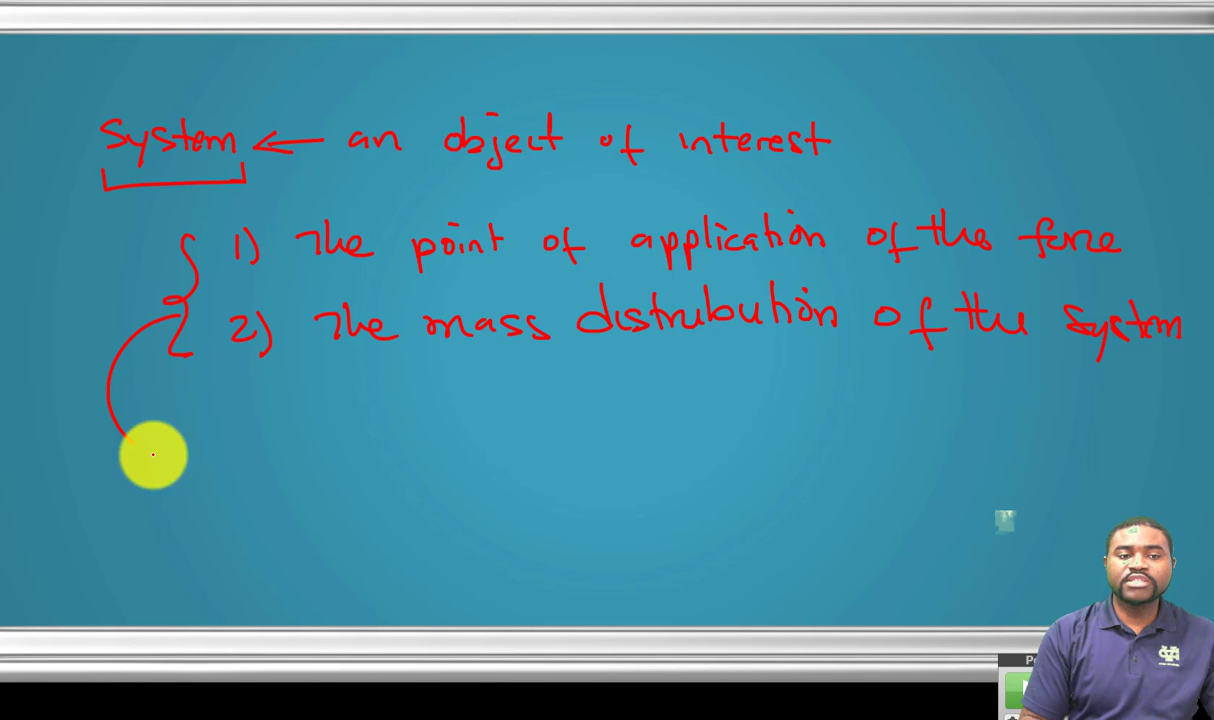 System ← an object of interest
1) The point of application of the force
2) The mass distribution of the system